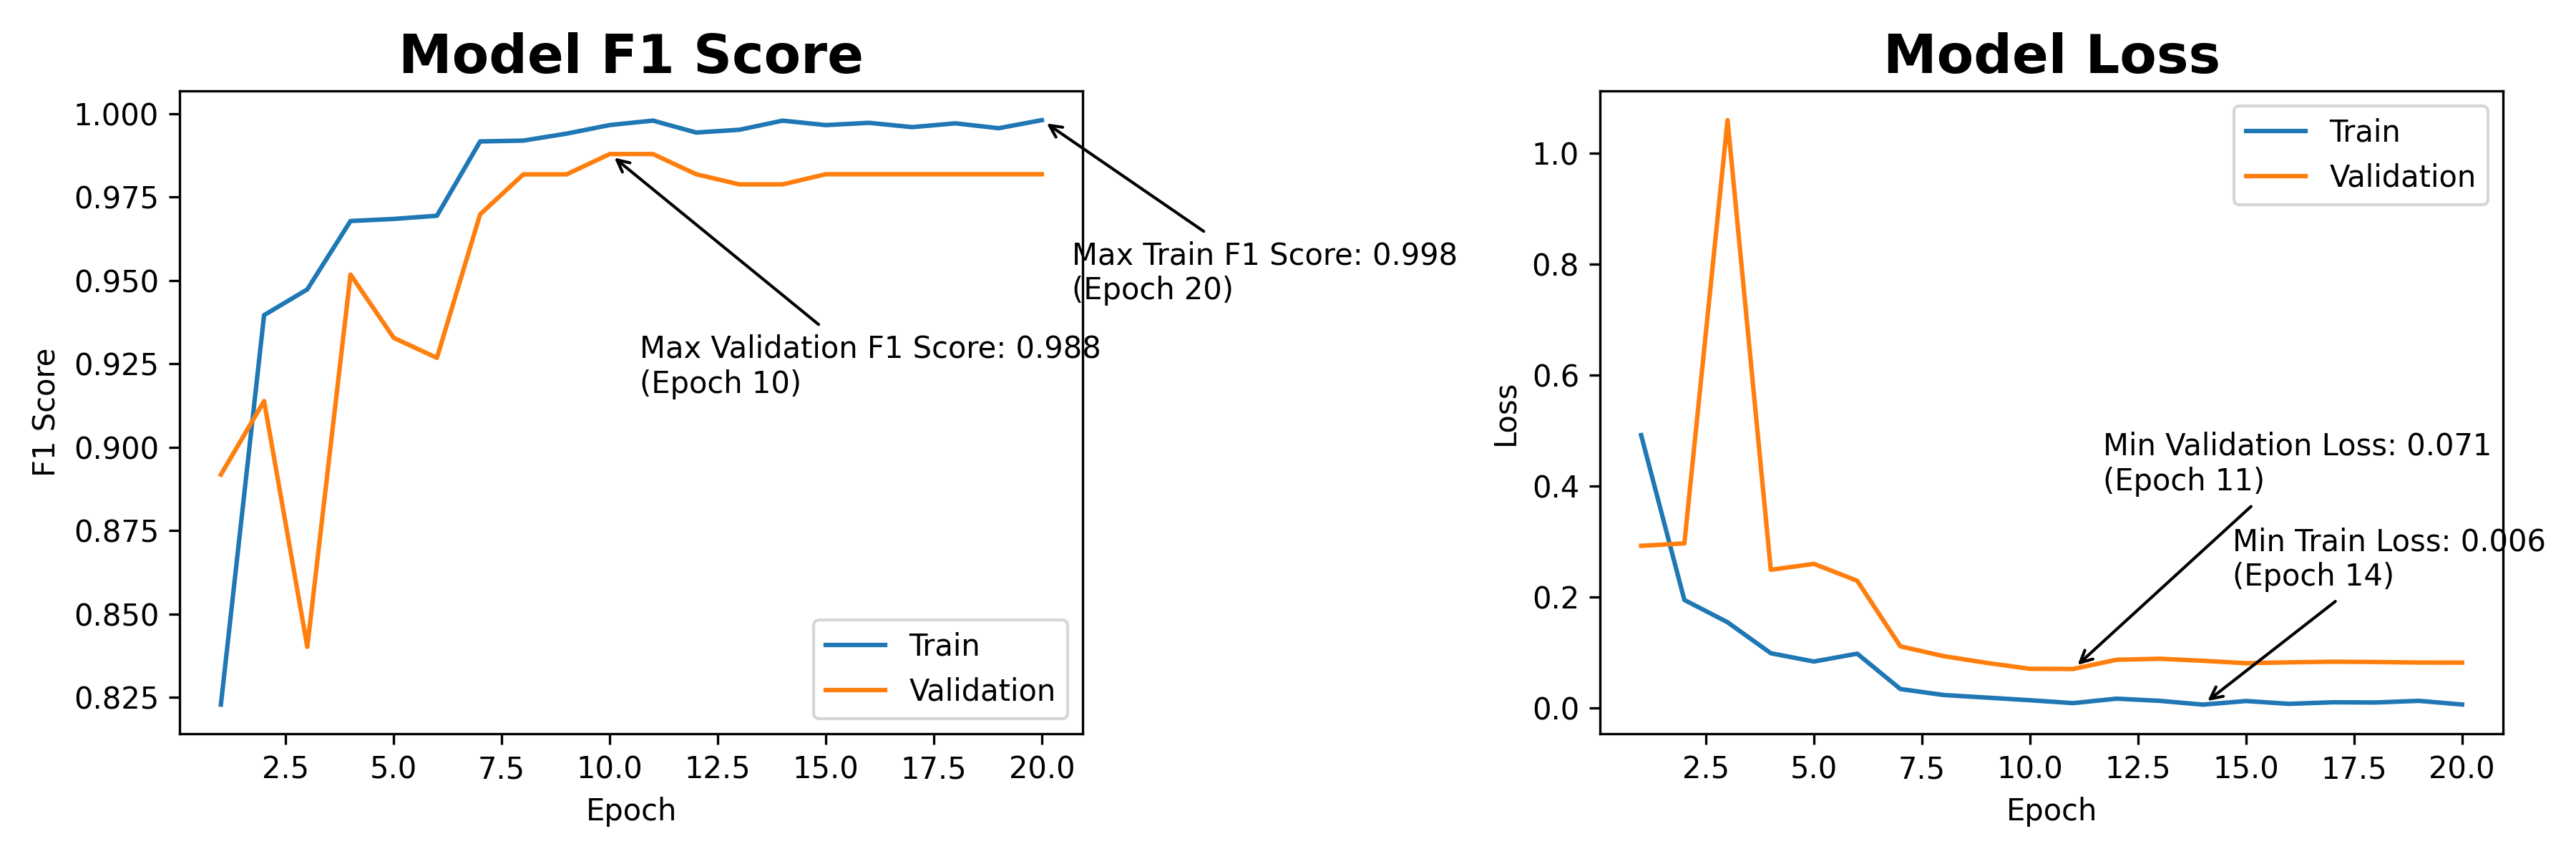 Model F1 Score
1.000
0.975
0.950
0.925
0.900
0.875
0.850
0.825
F1 Score
Max Train F1 Score: 0.998
(Epoch 20)
Max Validation F1 Score: 0.988
(Epoch 10)
Train
Validation
2.5 5.0 7.5 10.0 12.5 15.0 17.5 20.0
Epoch
Model Loss
1.0
0.8
0.6
0.4
0.2
0.0
Loss
Train
Validation
Min Validation Loss: 0.071
(Epoch 11)
Min Train Loss: 0.006
(Epoch 14)
2.5 5.0 7.5 10.0 12.5 15.0 17.5 20.0
Epoch